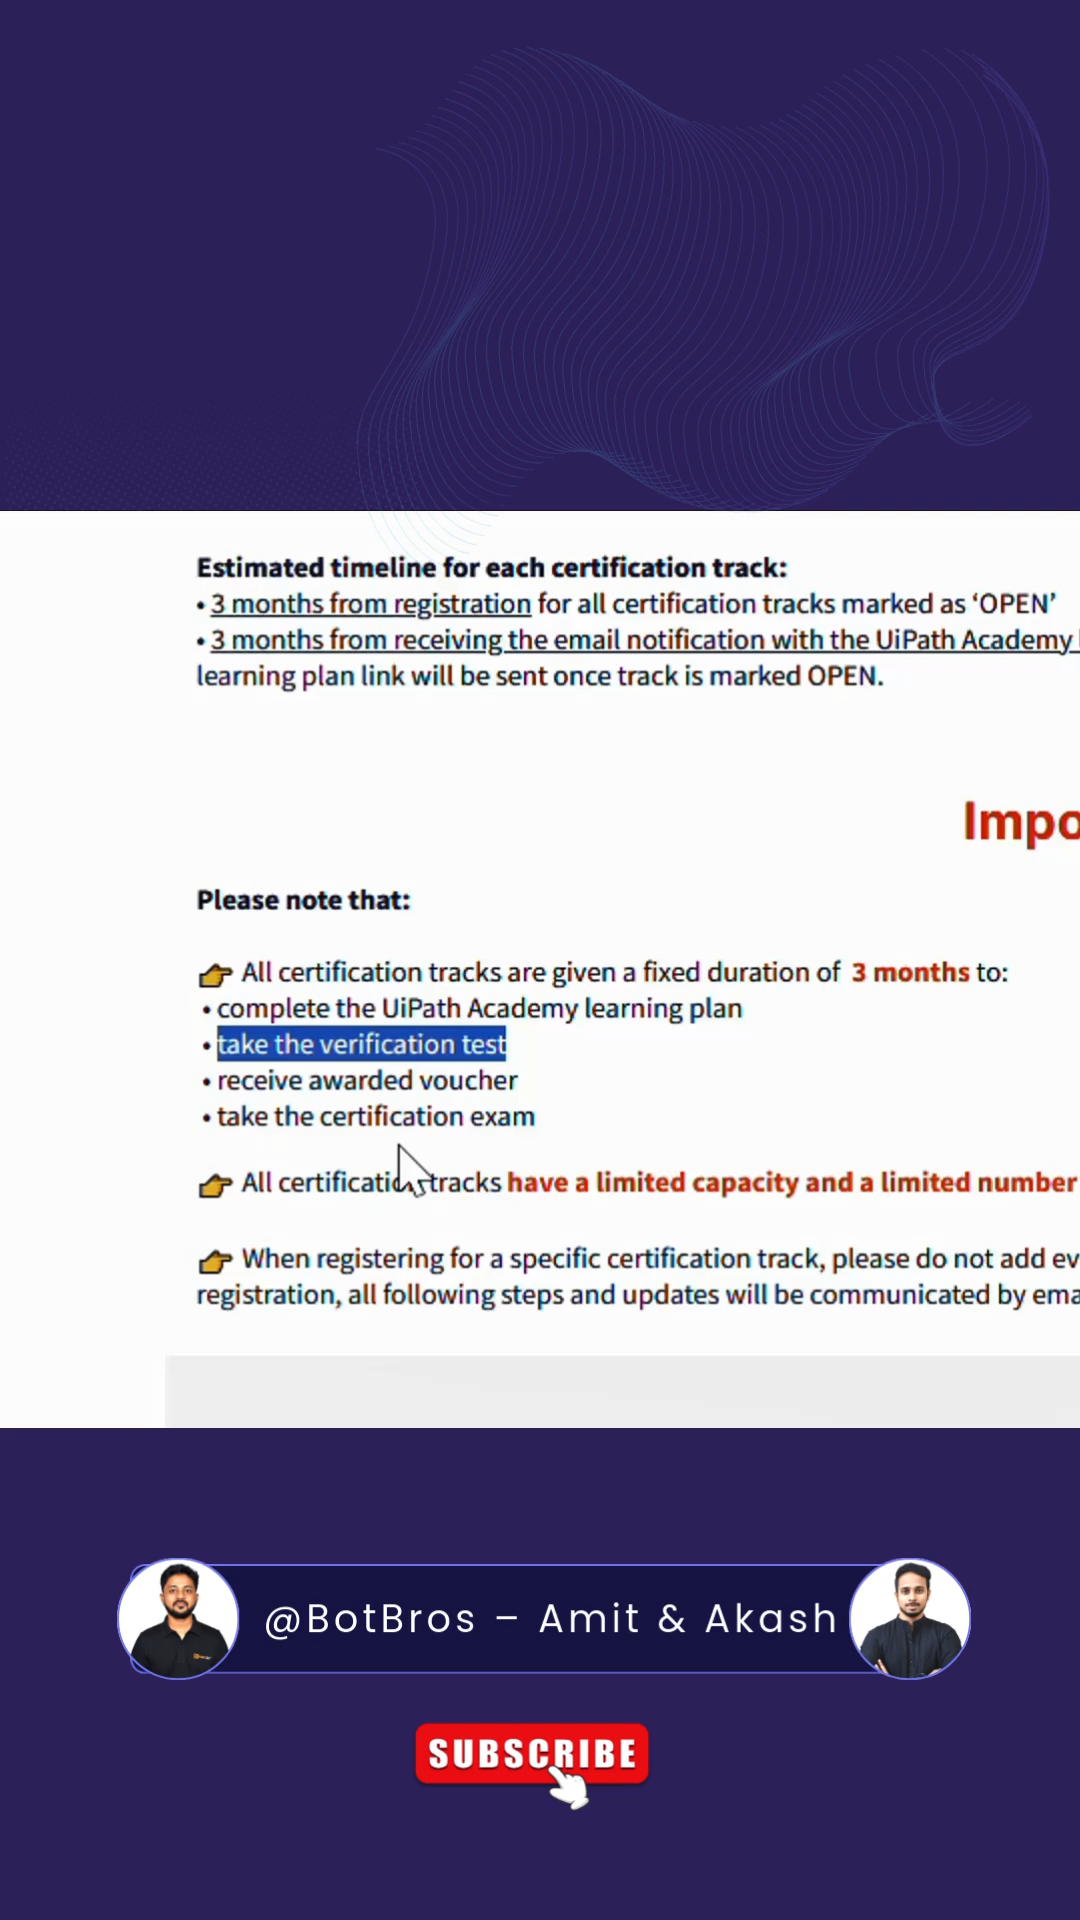 Estimated timeline for each certification track:
• 3 months from registration for all certification tracks marked as ‘OPEN’
• 3 months from receiving the email notification with the UiPath Academy
learning plan link will be sent once track is marked OPEN.
Impo
Please note that:
👉 All certification tracks are given a fixed duration of 3 months to:
• complete the UiPath Academy learning plan
• take the verification test
• receive awarded voucher
• take the certification exam
👉 All certification tracks have a limited capacity and a limited number
👉 When registering for a specific certification track, please do not add ev
registration, all following steps and updates will be communicated by ema
@BotBros – Amit & Akash
SUBSCRIBE